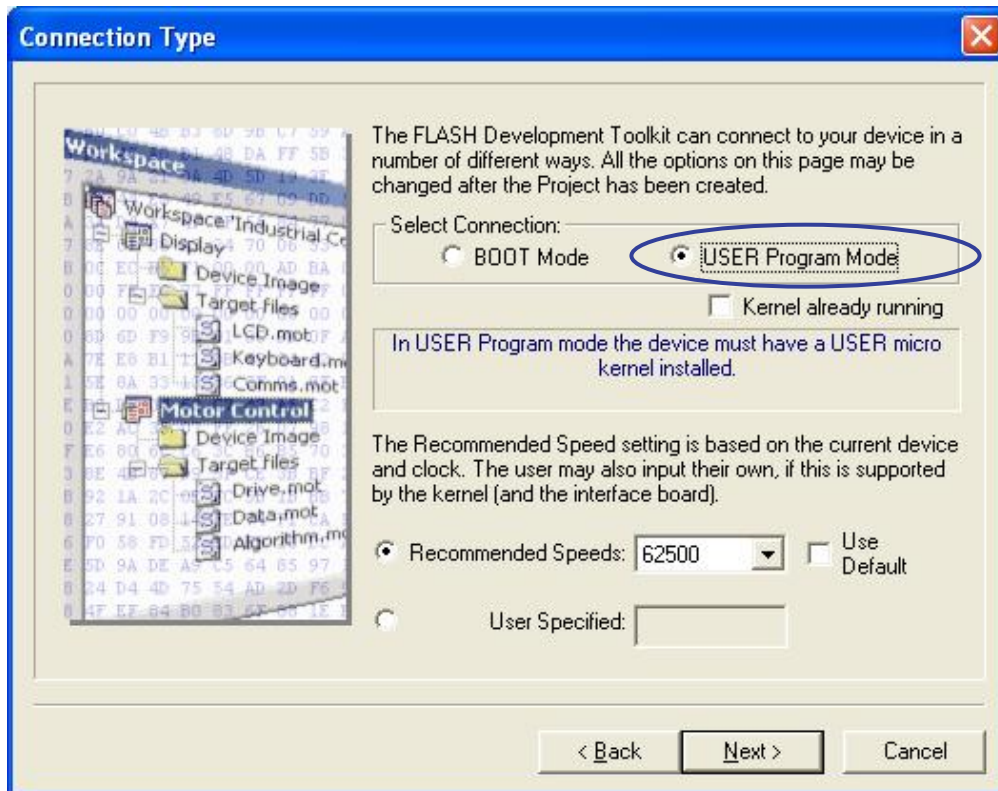 Connection Type
Workspace
Workspace 'Industrial Co
Display
Device Image
Target files
LCD.mot
Keyboard.m
Comms.mot
Motor Control
Device Image
Target files
Drive.mot
Data.mot
Algorithm.m
The FLASH Development Toolkit can connect to your device in a
number of different ways. All the options on this page may be
changed after the Project has been created.
Select Connection:
BOOT Mode
USER Program Mode
Kernel already running
In USER Program mode the device must have a USER micro
kernel installed.
The Recommended Speed setting is based on the current device
and clock. The user may also input their own, if this is supported
by the kernel (and the interface board).
Recommended Speeds: 62500
Use
Default
User Specified:
< Back
Next >
Cancel